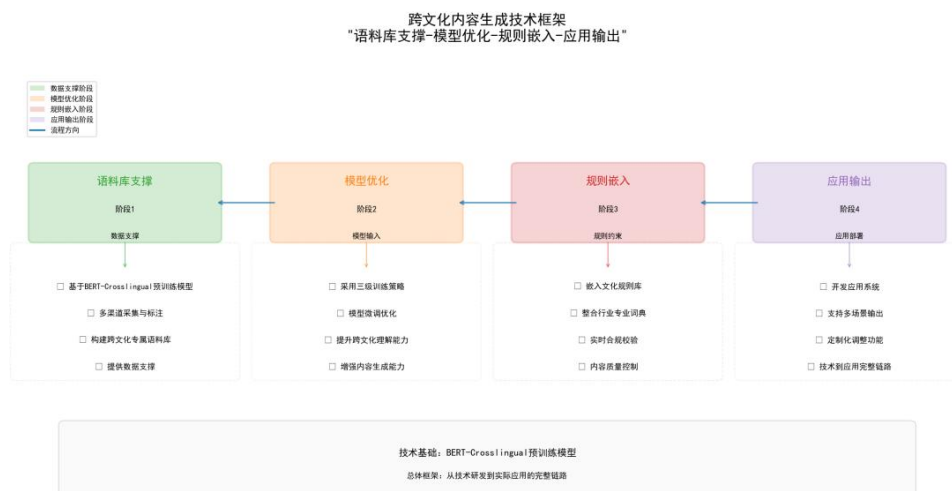 跨文化内容生成技术框架
"语料库支撑-模型优化-规则嵌入-应用输出"
数据支撑阶段
模型优化阶段
规则嵌入阶段
应用输出阶段
流程方向
语料库支撑
阶段1
数据支撑
模型优化
阶段2
模型输入
规则嵌入
阶段3
规则约束
应用输出
阶段4
应用部署
□ 基于BERT-Crosslingual预训练模型
□ 多渠道采集与标注
□ 构建跨文化专属语料库
□ 提供数据支撑
□ 采用三级训练策略
□ 模型微调优化
□ 提升跨文化理解能力
□ 增强内容生成能力
□ 嵌入文化规则库
□ 整合行业专业词典
□ 实时合规校验
□ 内容质量控制
□ 开发应用系统
□ 支持多场景输出
□ 定制化调整功能
□ 技术到应用完整链路
技术基础: BERT-Crosslingual预训练模型
总体框架: 从技术研发到实际应用的完整链路